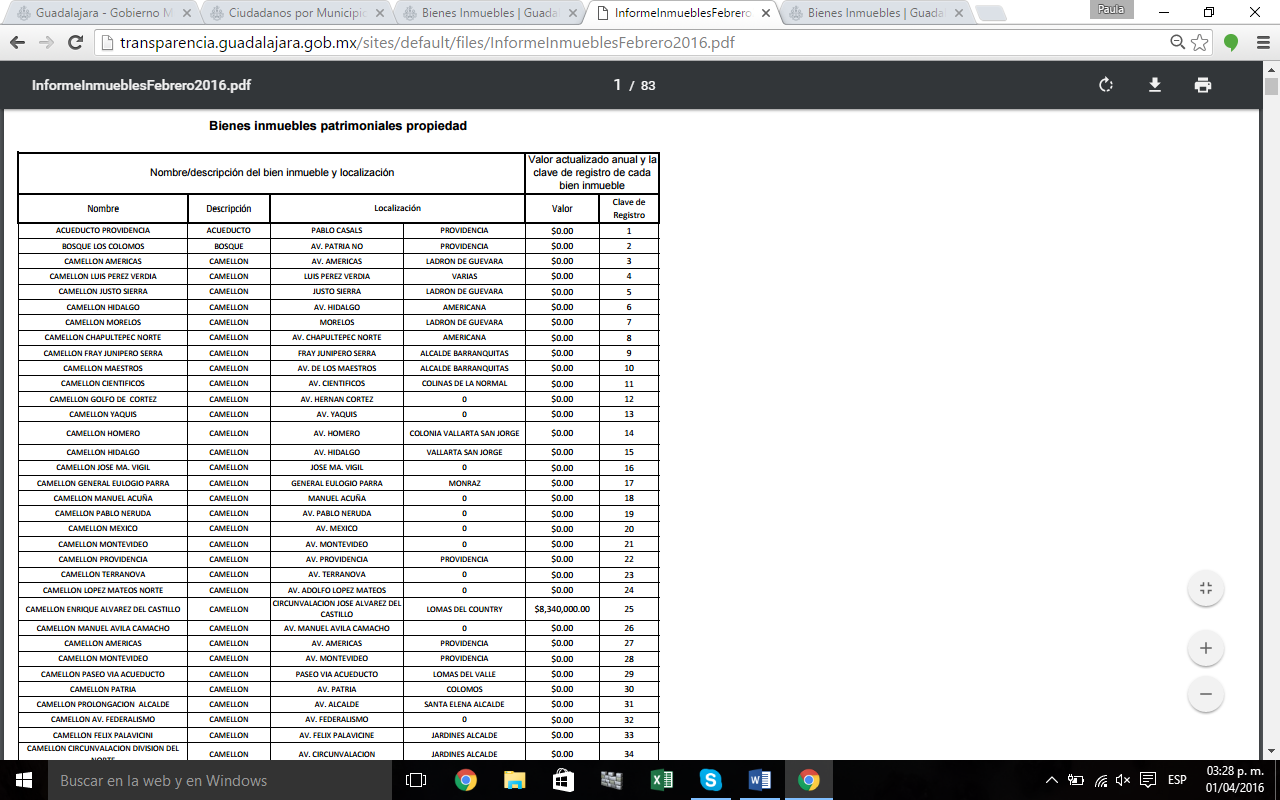 Guadalajara - Gobierno M
Ciudadanos por Municipio
Bienes Inmuebles | Guada
InformeInmueblesFebrero
Bienes Inmuebles | Guada
Paula
transparencia.guadalajara.gob.mx/sites/default/files/InformeInmueblesFebrero2016.pdf
InformeInmueblesFebrero2016.pdf
1 / 83
Bienes inmuebles patrimoniales propiedad
Nombre/descripción del bien inmueble y localización
Valor actualizado anual y la
clave de registro de cada
bien inmueble
Nombre Descripción Localización Valor Clave de
Registro
ACUEDUCTO PROVIDENCIA ACUEDUCTO PABLO CASALS PROVIDENCIA $0.00 1
BOSQUE LOS COLOMOS BOSQUE AV. PATRIA NO PROVIDENCIA $0.00 2
CAMELLON AMERICAS CAMELLON AV. AMERICAS LADRON DE GUEVARA $0.00 3
CAMELLON LUIS PEREZ VERDIA CAMELLON LUIS PEREZ VERDIA VARIAS $0.00 4
CAMELLON JUSTO SIERRA CAMELLON JUSTO SIERRA LADRON DE GUEVARA $0.00 5
CAMELLON HIDALGO CAMELLON AV. HIDALGO AMERICANA $0.00 6
CAMELLON MORELOS CAMELLON MORELOS LADRON DE GUEVARA $0.00 7
CAMELLON CHAPULTEPEC NORTE CAMELLON AV. CHAPULTEPEC NORTE AMERICANA $0.00 8
CAMELLON FRAY JUNIPERO SERRA CAMELLON FRAY JUNIPERO SERRA ALCALDE BARRANQUITAS $0.00 9
CAMELLON MAESTROS CAMELLON AV. DE LOS MAESTROS ALCALDE BARRANQUITAS $0.00 10
CAMELLON CIENTIFICOS CAMELLON AV. CIENTIFICOS COLINAS DE LA NORMAL $0.00 11
CAMELLON GOLFO DE CORTEZ CAMELLON AV. HERNAN CORTEZ 0 $0.00 12
CAMELLON YAQUIS CAMELLON AV. YAQUIS 0 $0.00 13
CAMELLON HOMERO CAMELLON AV. HOMERO COLONIA VALLARTA SAN JORGE $0.00 14
CAMELLON HIDALGO CAMELLON AV. HIDALGO VALLARTA SAN JORGE $0.00 15
CAMELLON JOSE MA. VIGIL CAMELLON JOSE MA. VIGIL 0 $0.00 16
CAMELLON GENERAL EULOGIO PARRA CAMELLON GENERAL EULOGIO PARRA MONRAZ $0.00 17
CAMELLON MANUEL ACUÑA CAMELLON MANUEL ACUÑA 0 $0.00 18
CAMELLON PABLO NERUDA CAMELLON AV. PABLO NERUDA 0 $0.00 19
CAMELLON MEXICO CAMELLON AV. MEXICO 0 $0.00 20
CAMELLON MONTEVIDEO CAMELLON AV. MONTEVIDEO 0 $0.00 21
CAMELLON PROVIDENCIA CAMELLON AV. PROVIDENCIA PROVIDENCIA $0.00 22
CAMELLON TERRANOVA CAMELLON AV. TERRANOVA 0 $0.00 23
CAMELLON LOPEZ MATEOS NORTE CAMELLON AV. ADOLFO LOPEZ MATEOS 0 $0.00 24
CAMELLON ENRIQUE ALVAREZ DEL CASTILLO CAMELLON CIRCUNVALACION JOSE ALVAREZ DEL
CASTILLO LOMAS DEL COUNTRY $8,340,000.00 25
CAMELLON MANUEL AVILA CAMACHO CAMELLON AV. MANUEL AVILA CAMACHO 0 $0.00 26
CAMELLON AMERICAS CAMELLON AV. AMERICAS PROVIDENCIA $0.00 27
CAMELLON MONTEVIDEO CAMELLON AV. MONTEVIDEO PROVIDENCIA $0.00 28
CAMELLON PASEO VIA ACUEDUCTO CAMELLON PASEO VIA ACUEDUCTO LOMAS DEL VALLE $0.00 29
CAMELLON PATRIA CAMELLON AV. PATRIA COLOMOS $0.00 30
CAMELLON PROLONGACION ALCALDE CAMELLON AV. ALCALDE SANTA ELENA ALCALDE $0.00 31
CAMELLON AV. FEDERALISMO CAMELLON AV. FEDERALISMO 0 $0.00 32
CAMELLON FELIX PALAVICINI CAMELLON AV. FELIX PALAVICINE JARDINES ALCALDE $0.00 33
CAMELLON CIRCUNVALACION DIVISION DEL
NORTE CAMELLON AV. CIRCUNVALACION JARDINES ALCALDE $0.00 34
Buscar en la web y en Windows
ESP
03:28 p. m.
01/04/2016